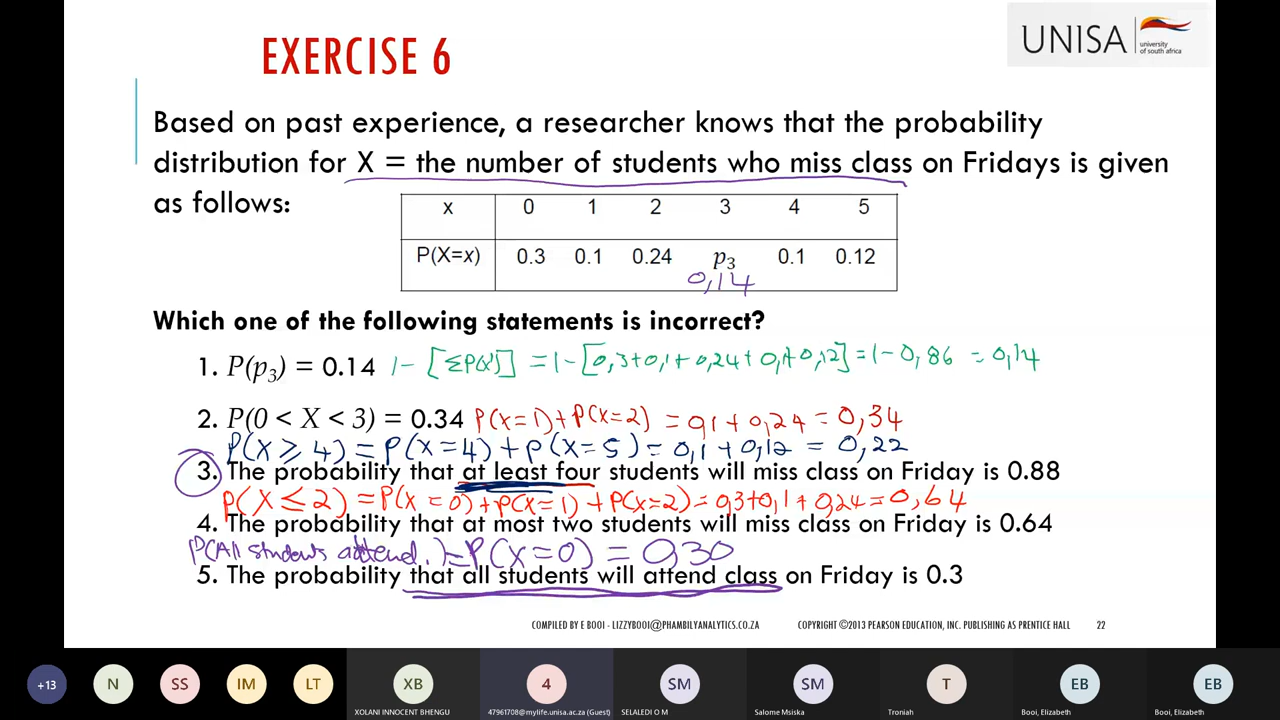 EXERCISE 6
UNISA university of south africa
Based on past experience, a researcher knows that the probability
distribution for X = the number of students who miss class on Fridays is given
as follows:
x 0 1 2 3 4 5
P(X=x) 0.3 0.1 0.24 p3 0.1 0.12
0,14
Which one of the following statements is incorrect?
1. P(p3) = 0.14 1-[ΣP(x)] = 1-[0,3+0,1+0,24+0,1+0,12] = 1-0,86 = 0,14
2. P(0 < X < 3) = 0.34 P(x=1)+P(x=2) = 0,1+0,24 = 0,34
P(X ≥ 4) = P(x=4) + P(x=5) = 0,1+0,12 = 0,22
3. The probability that at least four students will miss class on Friday is 0.88
P(X ≤ 2) = P(x=0)+P(x=1)+P(x=2) = 0,3+0,1+0,24 = 0,64
4. The probability that at most two students will miss class on Friday is 0.64
P(All students attend.) = P(x=0) = 0,30
5. The probability that all students will attend class on Friday is 0.3
COMPILED BY E BOOI - LIZZYBOOI@PHAMBILYANALYTICS.CO.ZA COPYRIGHT ©2013 PEARSON EDUCATION, INC. PUBLISHING AS PRENTICE HALL 22
+13 N SS IM LT XB 4 SM SM T EB EB
XOLANI INNOCENT BHENGU 47961708@mylife.unisa.ac.za (Guest) SELALEDI O M Salome Msiska Troniah Booi, Elizabeth Booi, Elizabeth